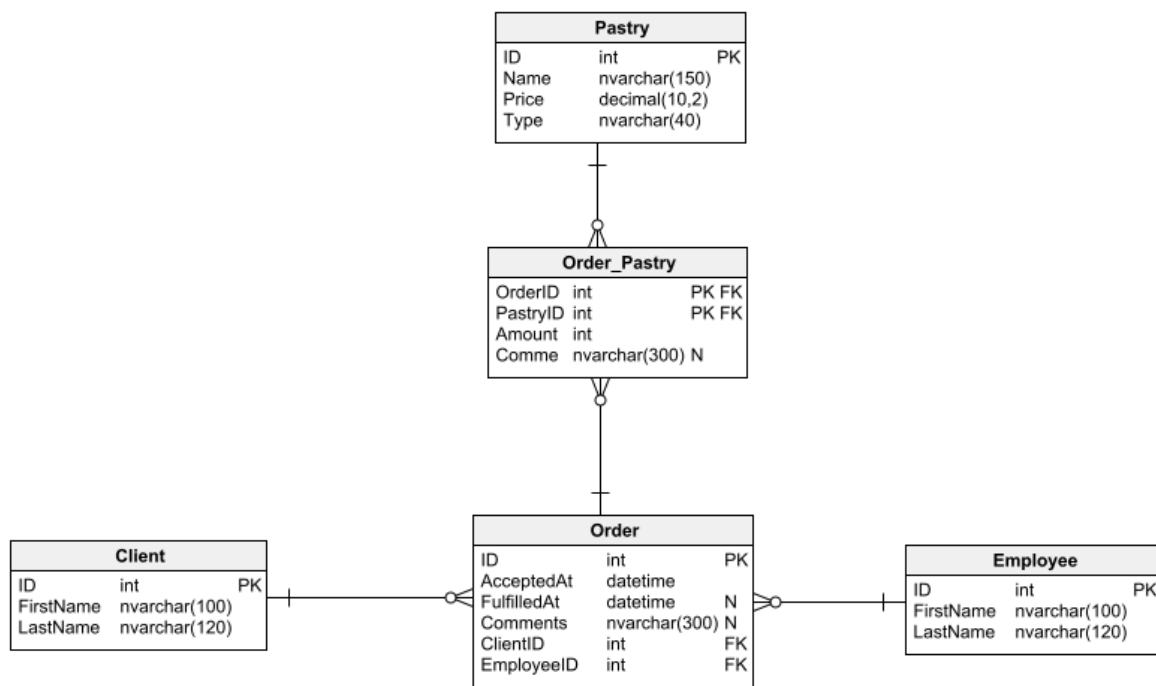 Pastry
ID int PK
Name nvarchar(150)
Price decimal(10,2)
Type nvarchar(40)
Order_Pastry
OrderID int PK FK
PastryID int PK FK
Amount int
Comme nvarchar(300) N
Order
ID int PK
AcceptedAt datetime
FulfilledAt datetime N
Comments nvarchar(300) N
ClientID int FK
EmployeeID int FK
Client
ID int PK
FirstName nvarchar(100)
LastName nvarchar(120)
Employee
ID int PK
FirstName nvarchar(100)
LastName nvarchar(120)